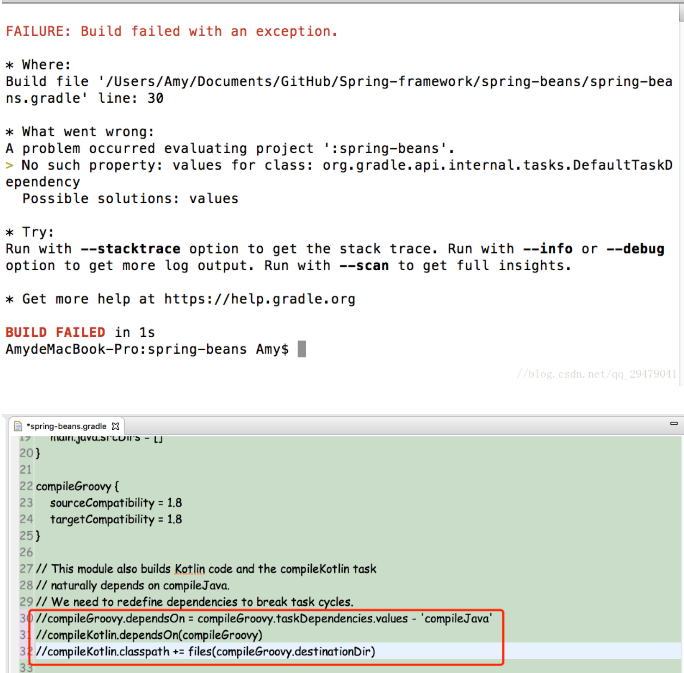 FAILURE: Build failed with an exception.
* Where:
Build file '/Users/Amy/Documents/GitHub/Spring-framework/spring-beans/spring-bea
ns.gradle' line: 30
* What went wrong:
A problem occurred evaluating project ':spring-beans'.
> No such property: values for class: org.gradle.api.internal.tasks.DefaultTaskD
ependency
Possible solutions: values
* Try:
Run with --stacktrace option to get the stack trace. Run with --info or --debug
option to get more log output. Run with --scan to get full insights.
* Get more help at https://help.gradle.org
BUILD FAILED in 1s
AmydeMacBook-Pro:spring-beans Amy$
//blog.csdn.net/qq_29479041
*spring-beans.gradle
19 main.java.srcDirs = []
20 }
21
22 compileGroovy {
23 sourceCompatibility = 1.8
24 targetCompatibility = 1.8
25 }
26
27 // This module also builds Kotlin code and the compileKotlin task
28 // naturally depends on compileJava.
29 // We need to redefine dependencies to break task cycles.
30 //compileGroovy.dependsOn = compileGroovy.taskDependencies.values - 'compileJava'
31 //compileKotlin.dependsOn(compileGroovy)
32 //compileKotlin.classpath += files(compileGroovy.destinationDir)
33